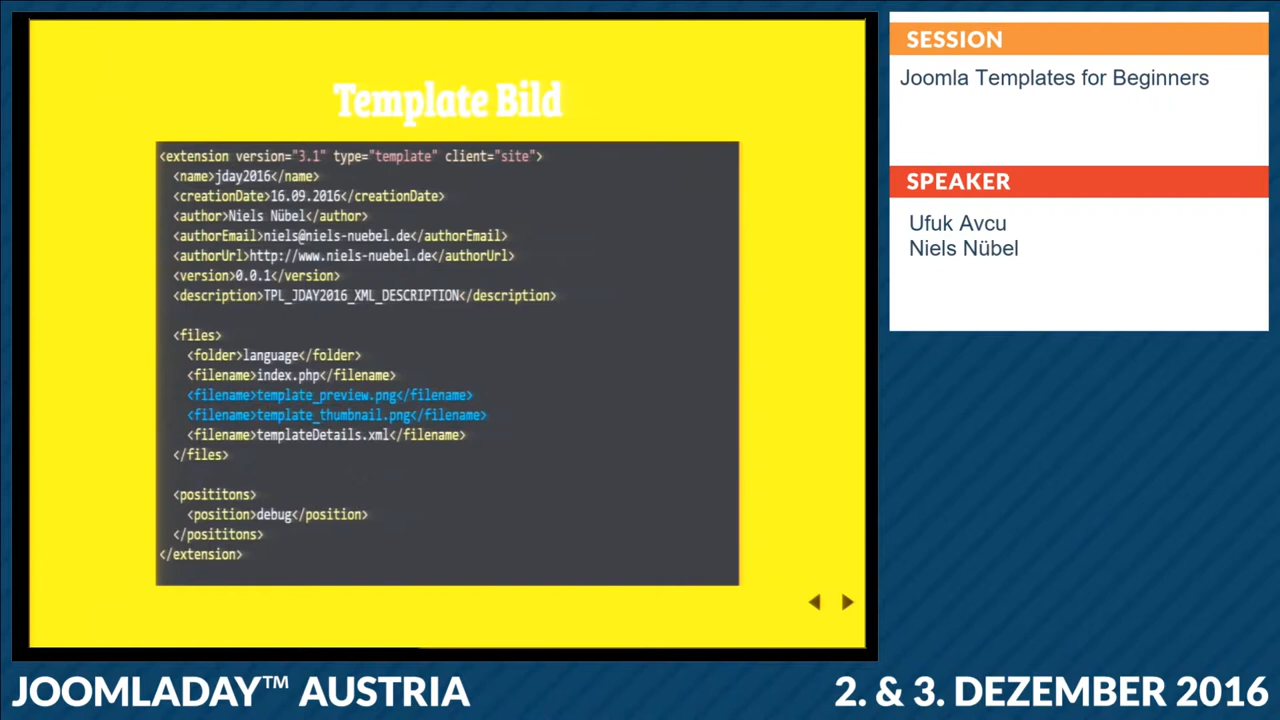 Template Bild
<extension version="3.1" type="template" client="site">
<name>jday2016</name>
<creationDate>16.09.2016</creationDate>
<author>Niels Nübel</author>
<authorEmail>niels@niels-nuebel.de</authorEmail>
<authorUrl>http://www.niels-nuebel.de</authorUrl>
<version>0.0.1</version>
<description>TPL_JDAY2016_XML_DESCRIPTION</description>
<files>
<folder>language</folder>
<filename>index.php</filename>
<filename>template_preview.png</filename>
<filename>template_thumbnail.png</filename>
<filename>templateDetails.xml</filename>
</files>
<posititons>
<position>debug</position>
</posititons>
</extension>
SESSION
Joomla Templates for Beginners
SPEAKER
Ufuk Avcu
Niels Nübel
JOOMLADAY™ AUSTRIA
2. & 3. DEZEMBER 2016